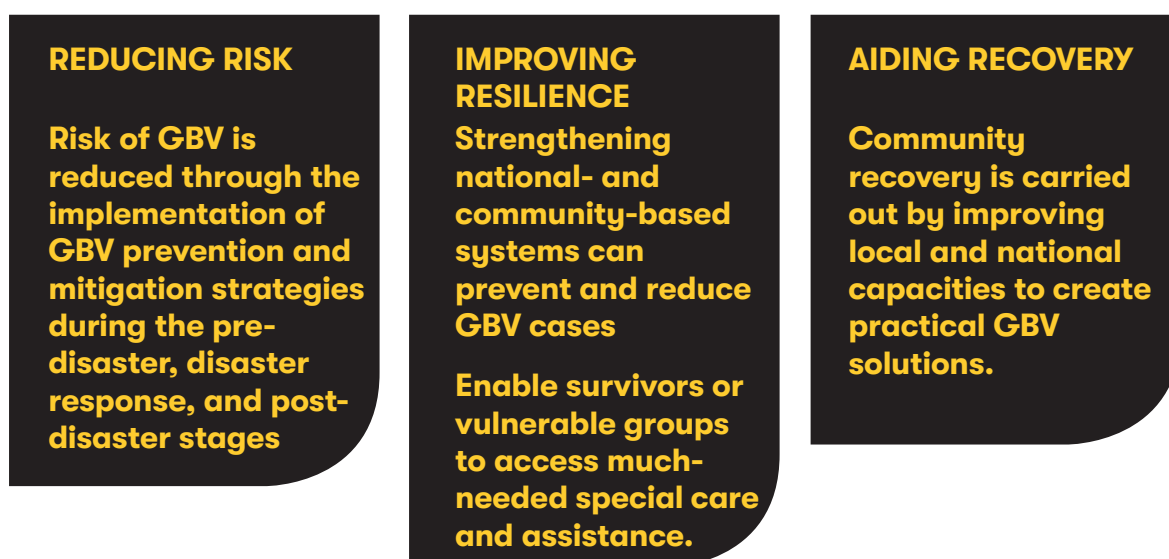 REDUCING RISK
Risk of GBV is
reduced through the
implementation of
GBV prevention and
mitigation strategies
during the pre-
disaster, disaster
response, and post-
disaster stages
IMPROVING
RESILIENCE
Strengthening
national- and
community-based
systems can
prevent and reduce
GBV cases
Enable survivors or
vulnerable groups
to access much-
needed special care
and assistance.
AIDING RECOVERY
Community
recovery is carried
out by improving
local and national
capacities to create
practical GBV
solutions.